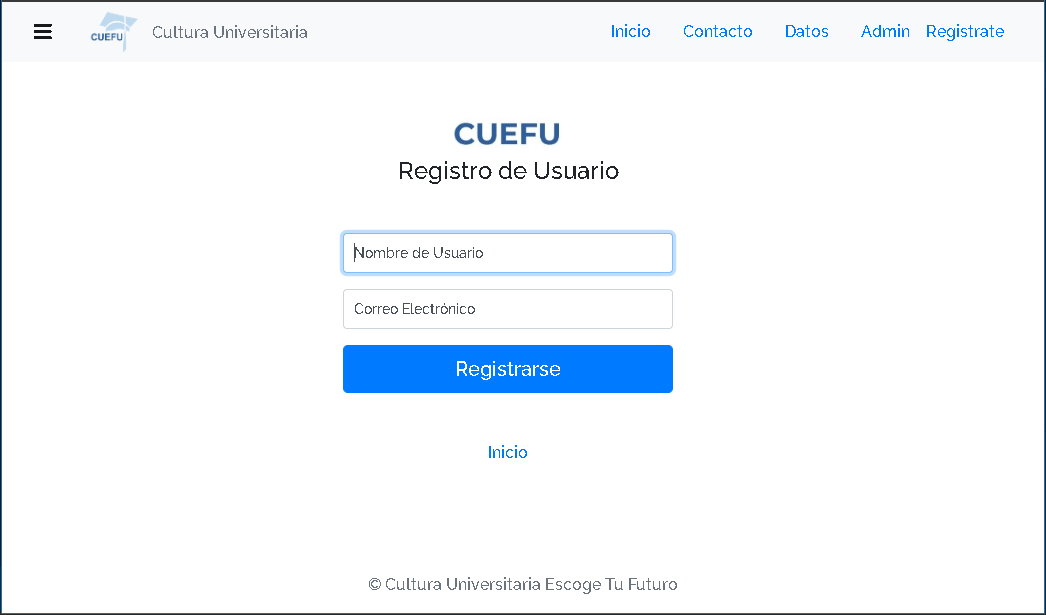 CUEFU Cultura Universitaria Inicio Contacto Datos Admin Registrate
CUEFU
Registro de Usuario
Nombre de Usuario
Correo Electrónico
Registrarse
Inicio
© Cultura Universitaria Escoge Tu Futuro